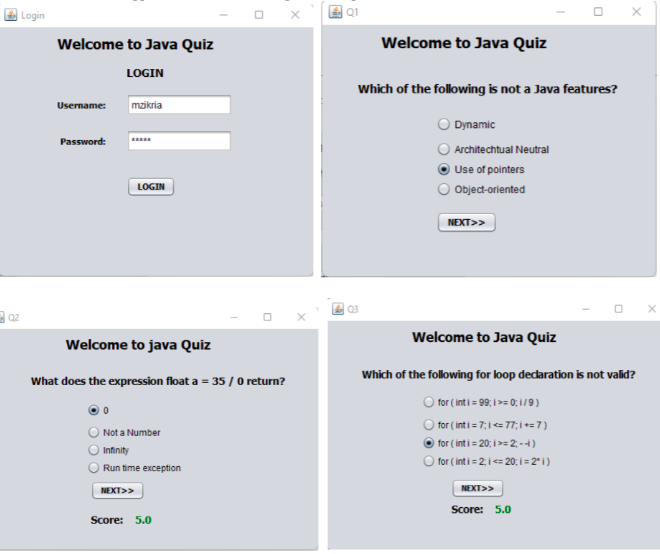 Login
Welcome to Java Quiz
LOGIN
Username: mzikria
Password: *****
LOGIN
Q1
Welcome to Java Quiz
Which of the following is not a Java features?
Dynamic
Architechtual Neutral
Use of pointers
Object-oriented
NEXT>>
Q2
Welcome to java Quiz
What does the expression float a = 35 / 0 return?
0
Not a Number
Infinity
Run time exception
NEXT>>
Score: 5.0
Q3
Welcome to Java Quiz
Which of the following for loop declaration is not valid?
for ( int i = 99; i >= 0; i / 9 )
for ( int i = 7; i <= 77; i += 7 )
for ( int i = 20; i >= 2; - -i )
for ( int i = 2; i <= 20; i = 2* i )
NEXT>>
Score: 5.0